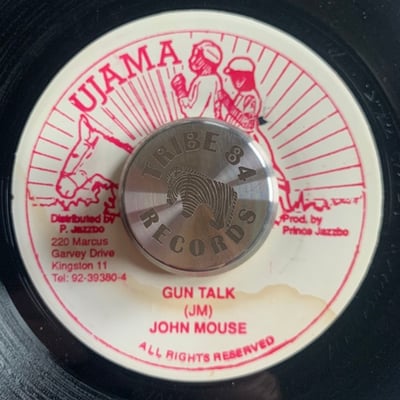 UJAMA
TRIBE 84
RECORDS
Distributed by
P. Jazzbo
220 Marcus
Garvey Drive
Kingston 11
Tel: 92-39380-4
Prod. by
Prince Jazzbo
GUN TALK
(JM)
JOHN MOUSE
ALL RIGHTS RESERVED